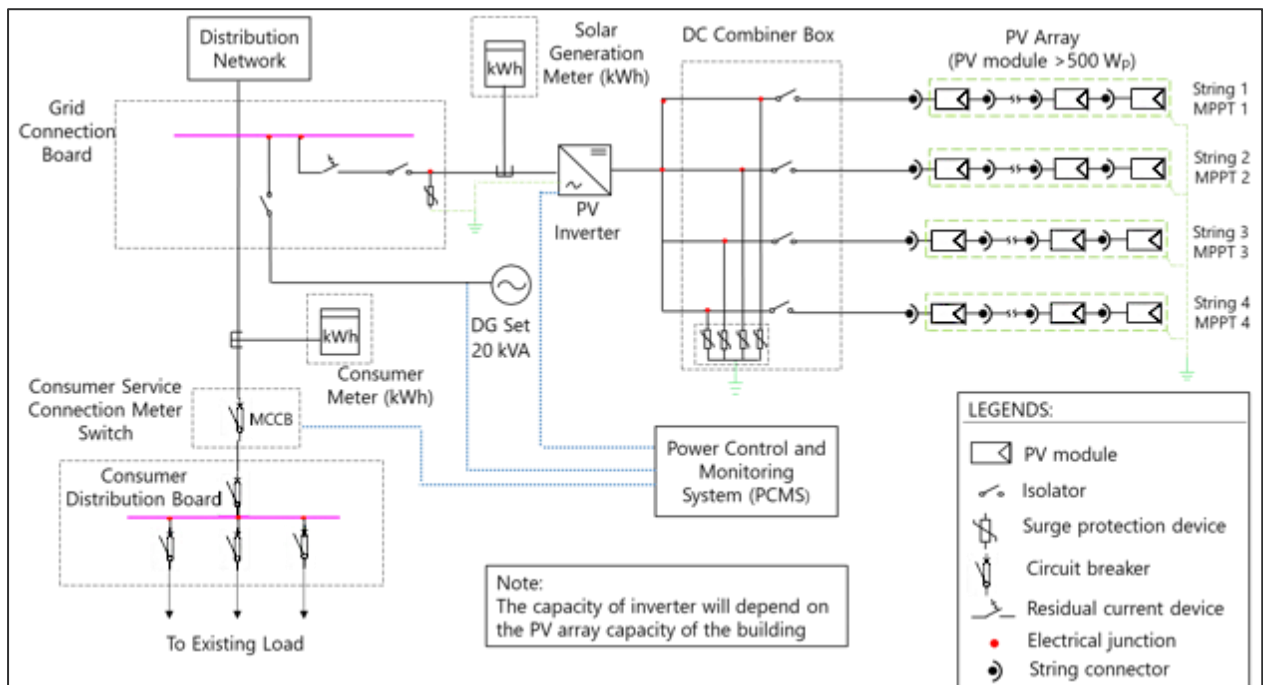 Distribution
Network
kWh
Solar
Generation
Meter (kWh)
DC Combiner Box
PV Array
(PV module >500 Wₚ)
String 1
MPPT 1
Grid
Connection
Board
String 2
MPPT 2
PV
Inverter
String 3
MPPT 3
DG Set
20 kVA
String 4
MPPT 4
kWh
Consumer
Meter (kWh)
Consumer Service
Connection Meter
Switch
MCCB
Power Control and
Monitoring
System (PCMS)
Consumer
Distribution Board
To Existing Load
Note:
The capacity of inverter will depend on
the PV array capacity of the building
LEGENDS:
PV module
Isolator
Surge protection device
Circuit breaker
Residual current device
Electrical junction
String connector